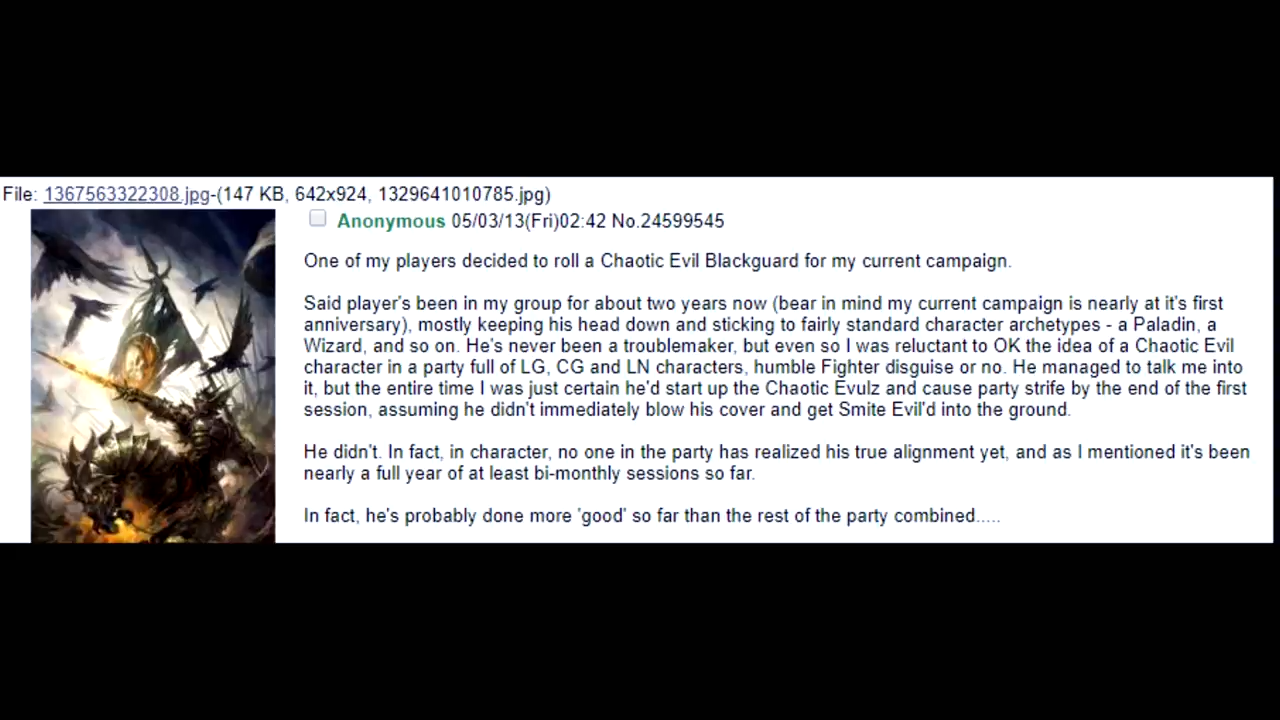 File: 1367563322308.jpg-(147 KB, 642x924, 1329641010785.jpg)
Anonymous 05/03/13(Fri)02:42 No.24599545
One of my players decided to roll a Chaotic Evil Blackguard for my current campaign.
Said player's been in my group for about two years now (bear in mind my current campaign is nearly at it's first
anniversary), mostly keeping his head down and sticking to fairly standard character archetypes - a Paladin, a
Wizard, and so on. He's never been a troublemaker, but even so I was reluctant to OK the idea of a Chaotic Evil
character in a party full of LG, CG and LN characters, humble Fighter disguise or no. He managed to talk me into
it, but the entire time I was just certain he'd start up the Chaotic Evulz and cause party strife by the end of the first
session, assuming he didn't immediately blow his cover and get Smite Evil'd into the ground.
He didn't. In fact, in character, no one in the party has realized his true alignment yet, and as I mentioned it's been
nearly a full year of at least bi-monthly sessions so far.
In fact, he's probably done more 'good' so far than the rest of the party combined.....